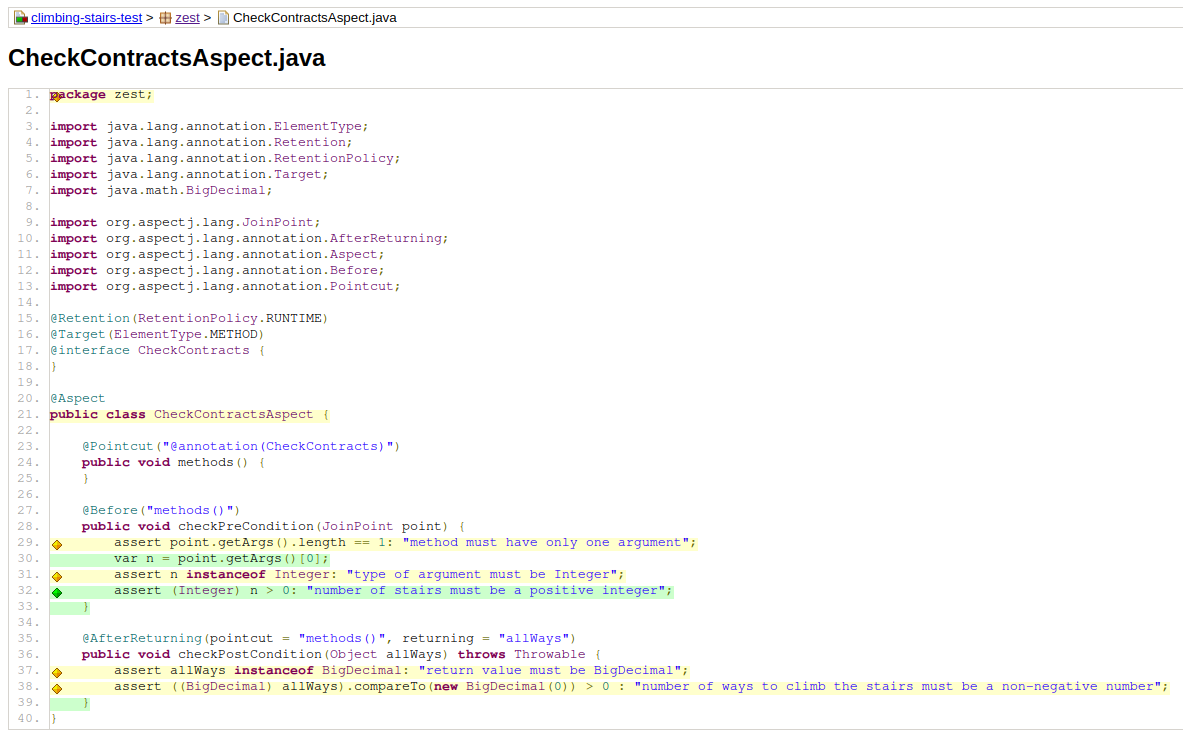 climbing-stairs-test > zest > CheckContractsAspect.java
CheckContractsAspect.java
1. package zest;
2.
3. import java.lang.annotation.ElementType;
4. import java.lang.annotation.Retention;
5. import java.lang.annotation.RetentionPolicy;
6. import java.lang.annotation.Target;
7. import java.math.BigDecimal;
8.
9. import org.aspectj.lang.JoinPoint;
10. import org.aspectj.lang.annotation.AfterReturning;
11. import org.aspectj.lang.annotation.Aspect;
12. import org.aspectj.lang.annotation.Before;
13. import org.aspectj.lang.annotation.Pointcut;
14.
15. @Retention(RetentionPolicy.RUNTIME)
16. @Target(ElementType.METHOD)
17. @interface CheckContracts {
18. }
19.
20. @Aspect
21. public class CheckContractsAspect {
22.
23.     @Pointcut("@annotation(CheckContracts)")
24.     public void methods() {
25.     }
26.
27.     @Before("methods()")
28.     public void checkPreCondition(JoinPoint point) {
29.         assert point.getArgs().length == 1: "method must have only one argument";
30.         var n = point.getArgs()[0];
31.         assert n instanceof Integer: "type of argument must be Integer";
32.         assert (Integer) n > 0: "number of stairs must be a positive integer";
33.     }
34.
35.     @AfterReturning(pointcut = "methods()", returning = "allWays")
36.     public void checkPostCondition(Object allWays) throws Throwable {
37.         assert allWays instanceof BigDecimal: "return value must be BigDecimal";
38.         assert ((BigDecimal) allWays).compareTo(new BigDecimal(0)) > 0 : "number of ways to climb the stairs must be a non-negative number";
39.     }
40. }